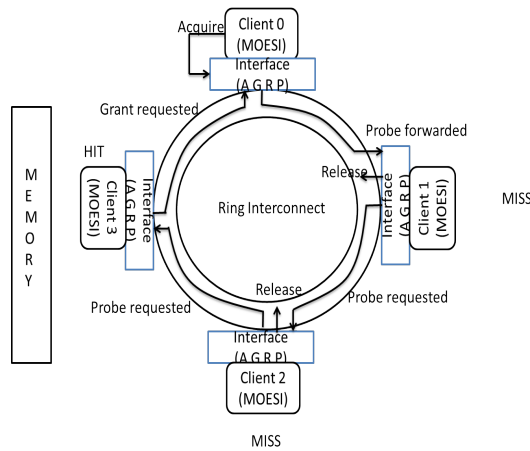 Acquire
Client 0
(MOESI)
Interface
(A G R P)
Grant requested
Probe forwarded
HIT
Release
M
E
M
O
R
Y
Client 3
(MOESI)
Interface
(A G R P)
Ring Interconnect
Interface
(A G R P)
Client 1
(MOESI)
MISS
Release
Probe requested
Probe requested
Interface
(A G R P)
Client 2
(MOESI)
MISS